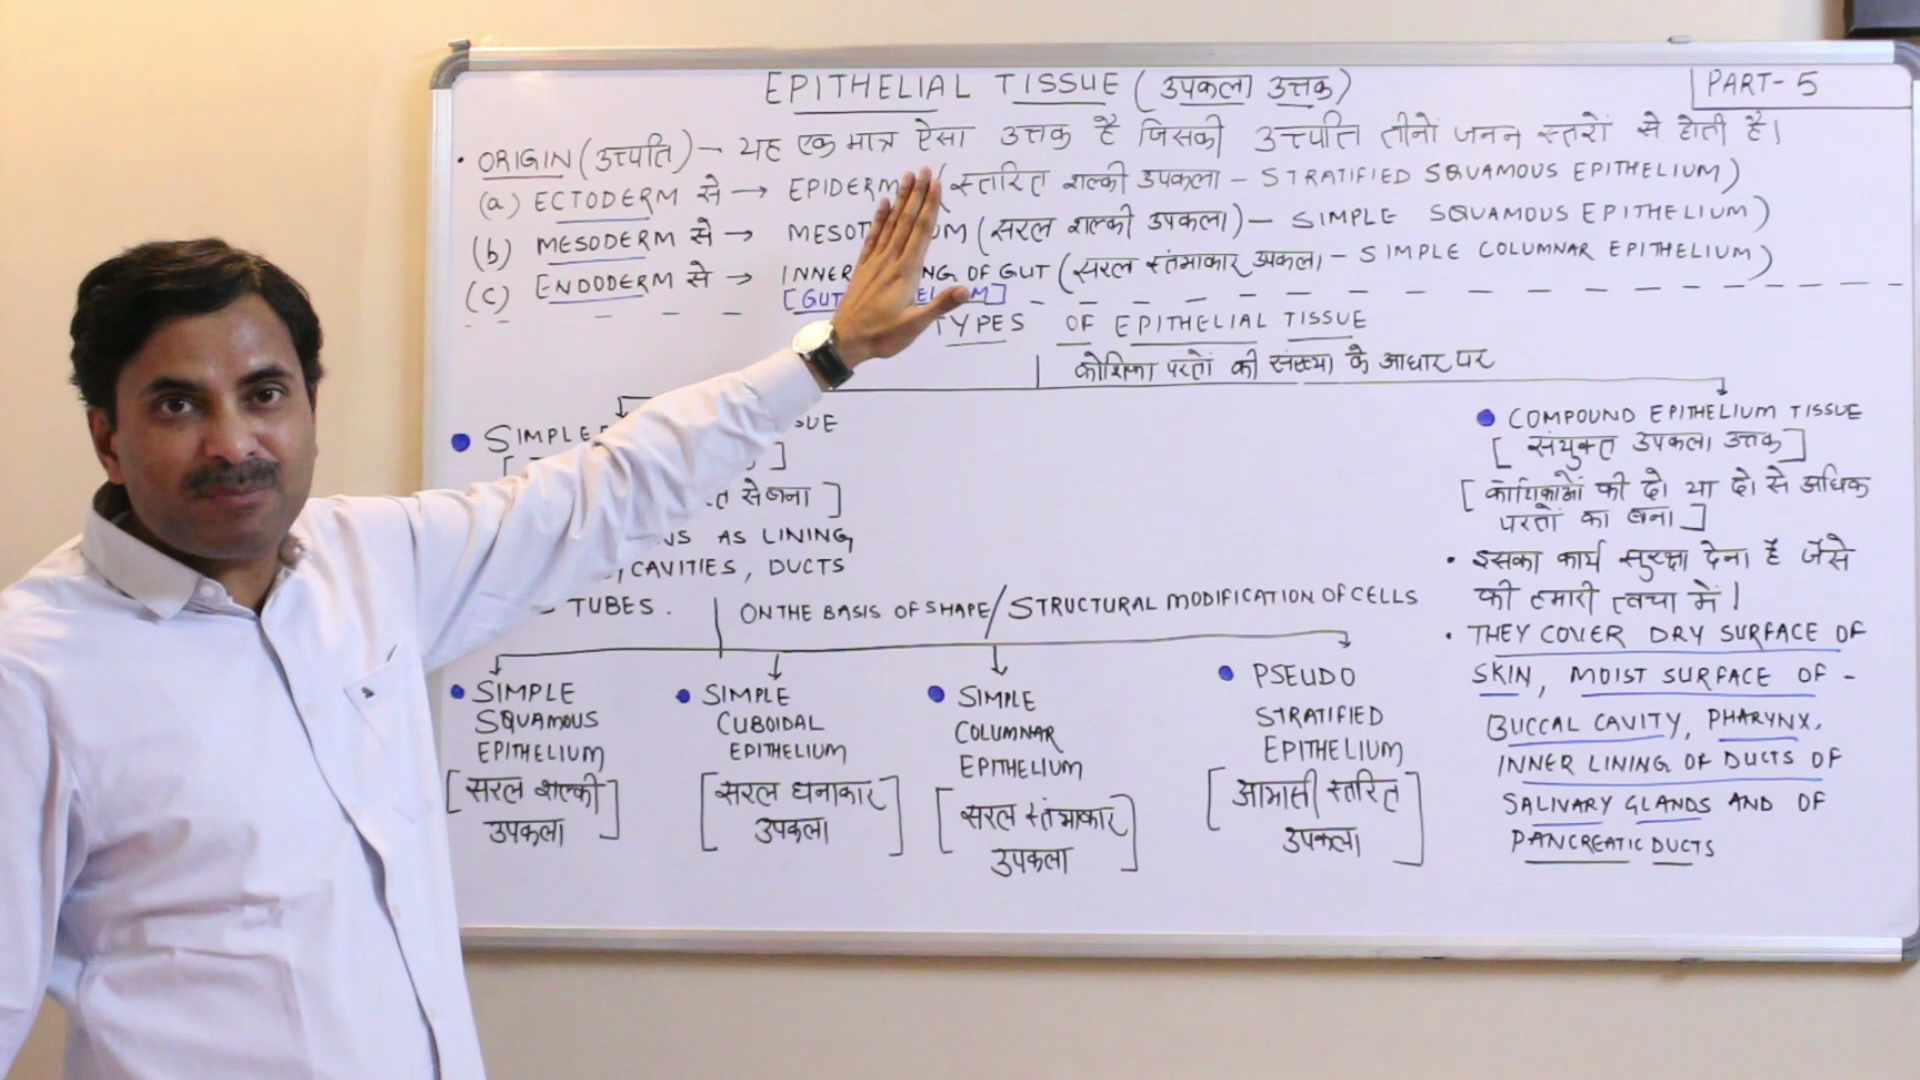 EPITHELIAL TISSUE (उपकला उत्तक)
PART-5
• ORIGIN (उत्त्पति) – यह एक मात्र ऐसा उत्तक है जिसकी उत्त्पति तीनों जनन स्तरों से होती है।
(a) ECTODERM से → EPIDERM (स्तरित शल्की उपकला – STRATIFIED SQUAMOUS EPITHELIUM)
(b) MESODERM से → MESOT UM (सरल शल्की उपकला) – SIMPLE SQUAMOUS EPITHELIUM)
(c) ENDODERM से → INNER NG OF GUT (सरल स्तंभाकार उपकला – SIMPLE COLUMNAR EPITHELIUM)
[GUT EL M]
TYPES OF EPITHELIAL TISSUE
कोशिका परतों की संख्या के आधार पर
SIMPLE SUE
[ ]
से बना ]
NS AS LINING,
, CAVITIES, DUCTS
TUBES.
ON THE BASIS OF SHAPE/STRUCTURAL MODIFICATION OF CELLS
SIMPLE
SQUAMOUS
EPITHELIUM
[सरल शल्की
उपकला]
SIMPLE
CUBOIDAL
EPITHELIUM
[सरल घनाकार
उपकला]
SIMPLE
COLUMNAR
EPITHELIUM
[सरल स्तंभाकार
उपकला]
PSEUDO
STRATIFIED
EPITHELIUM
[आभासी स्तरित
उपकला]
COMPOUND EPITHELIUM TISSUE
[संयुक्त उपकला उत्तक]
[कोशिकाओं की दो या दो से अधिक
परतों का बना]
• इसका कार्य सुरक्षा देना है जैसे
की हमारी त्वचा में।
• THEY COVER DRY SURFACE OF
SKIN, MOIST SURFACE OF -
BUCCAL CAVITY, PHARYNX,
INNER LINING OF DUCTS OF
SALIVARY GLANDS AND OF
PANCREATIC DUCTS